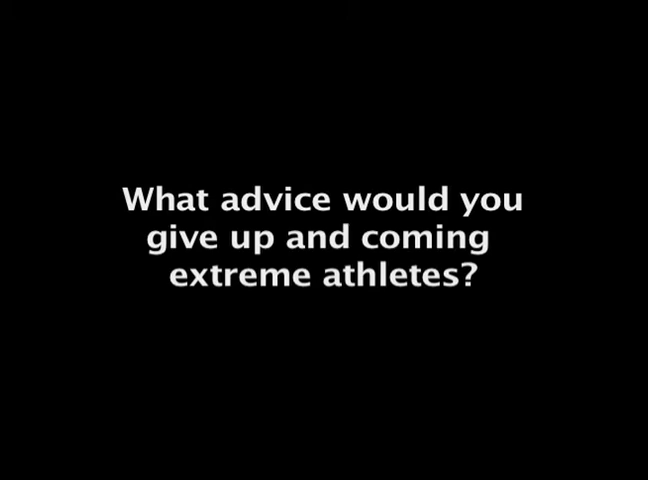 What advice would you
give up and coming
extreme athletes?